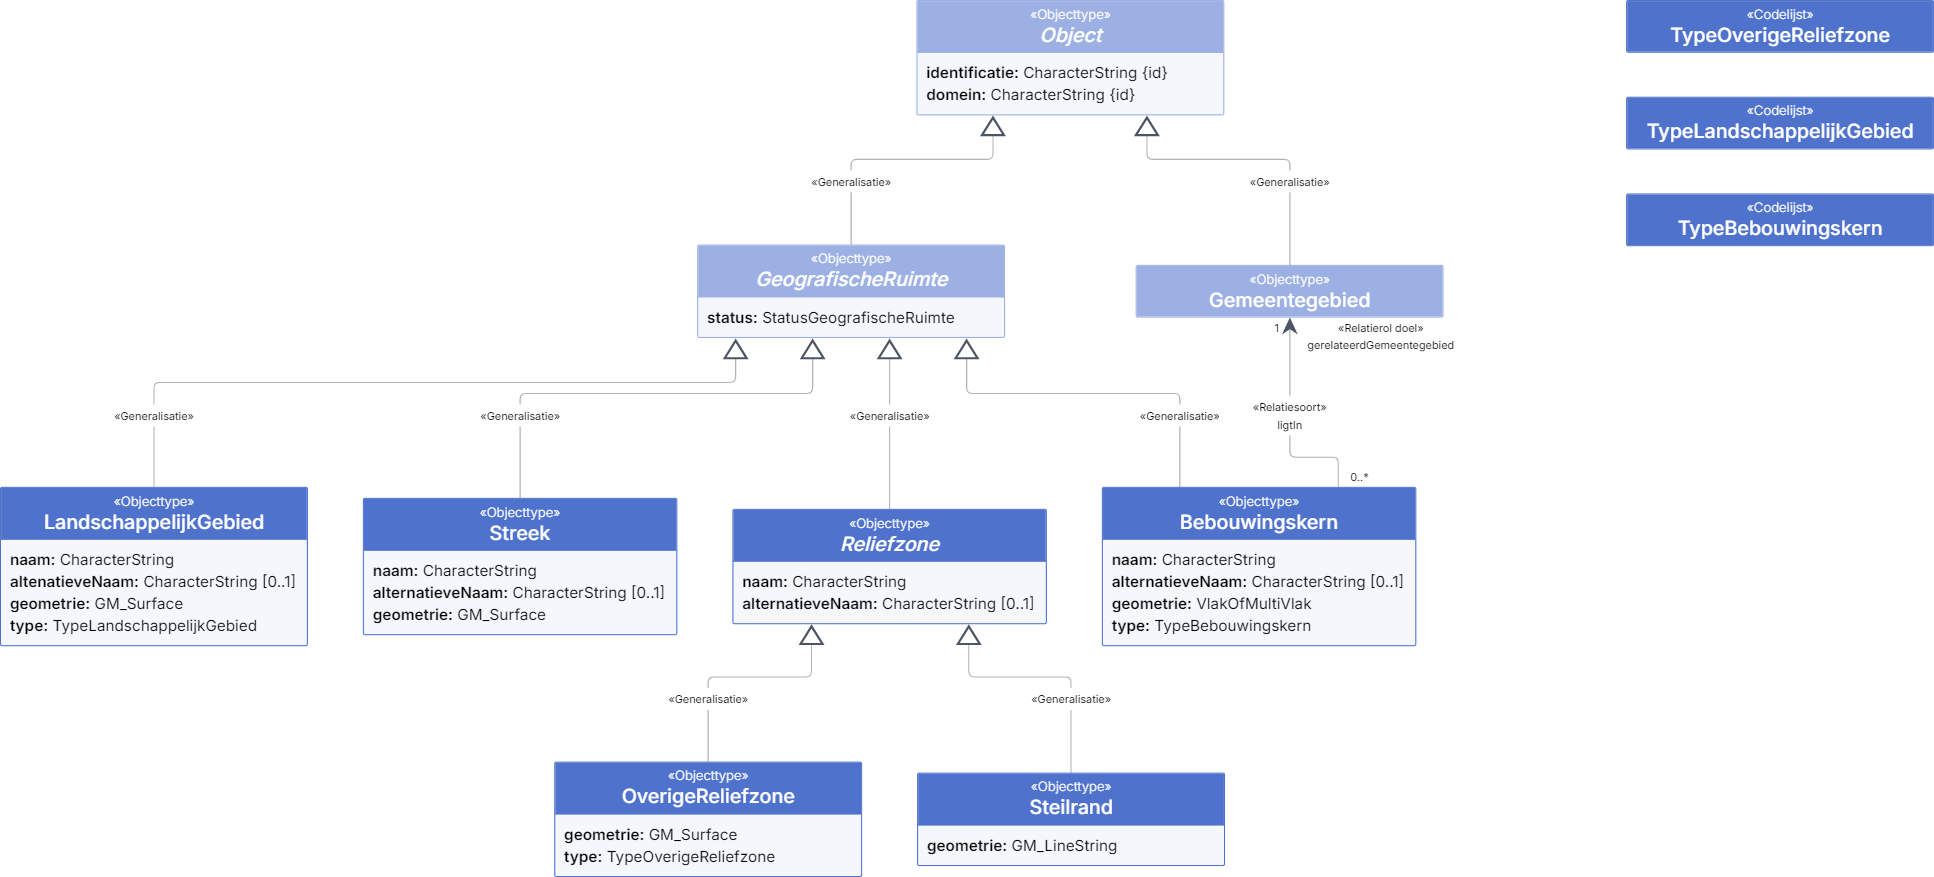 «Objecttype»
Object
identificatie: CharacterString {id}
domein: CharacterString {id}
«Codelijst»
TypeOverigeReliefzone
«Codelijst»
TypeLandschappelijkGebied
«Codelijst»
TypeBebouwingskern
«Generalisatie»
«Generalisatie»
«Objecttype»
GeografischeRuimte
status: StatusGeografischeRuimte
«Objecttype»
Gemeentegebied
1
«Relatierol doel»
gerelateerdGemeentegebied
«Generalisatie»
«Generalisatie»
«Generalisatie»
«Generalisatie»
«Relatiesoort»
ligtIn
0..*
«Objecttype»
LandschappelijkGebied
naam: CharacterString
altenatieveNaam: CharacterString [0..1]
geometrie: GM_Surface
type: TypeLandschappelijkGebied
«Objecttype»
Streek
naam: CharacterString
alternatieveNaam: CharacterString [0..1]
geometrie: GM_Surface
«Objecttype»
Reliefzone
naam: CharacterString
alternatieveNaam: CharacterString [0..1]
«Objecttype»
Bebouwingskern
naam: CharacterString
alternatieveNaam: CharacterString [0..1]
geometrie: VlakOfMultiVlak
type: TypeBebouwingskern
«Generalisatie»
«Generalisatie»
«Objecttype»
OverigeReliefzone
geometrie: GM_Surface
type: TypeOverigeReliefzone
«Objecttype»
Steilrand
geometrie: GM_LineString